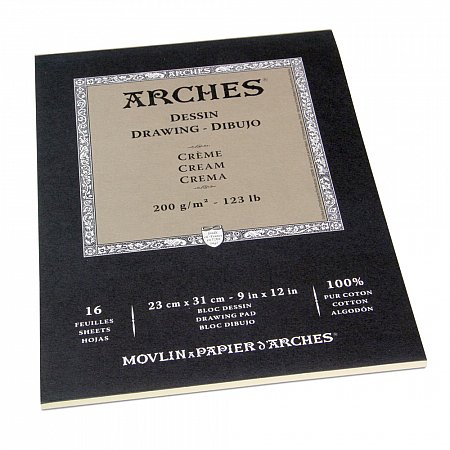 ARCHES
ARCHES®
DESSIN
DRAWING - DIBUJO
CRÈME
CREAM
CREMA
200 g/m² - 123 lb
16
FEUILLES
SHEETS
HOJAS
23 cm x 31 cm - 9 in x 12 in
BLOC DESSIN
DRAWING PAD
BLOC DIBUJO
100%
PUR COTON
COTTON
ALGODÓN
MOVLIN À PAPIER D'ARCHES®